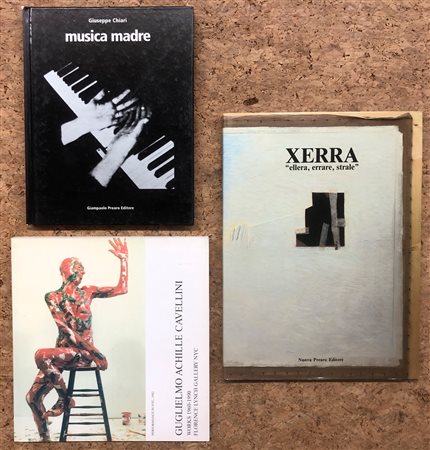 Giuseppe Chiari
musica madre
Giampaolo Prearo Editore
XERRA
"ellera, errare, strale"
Nuova Prearo Editore
GUGLIELMO ACHILLE CAVELLINI
WORKS 1960-1990
FLORENCE LYNCH GALLERY NYC